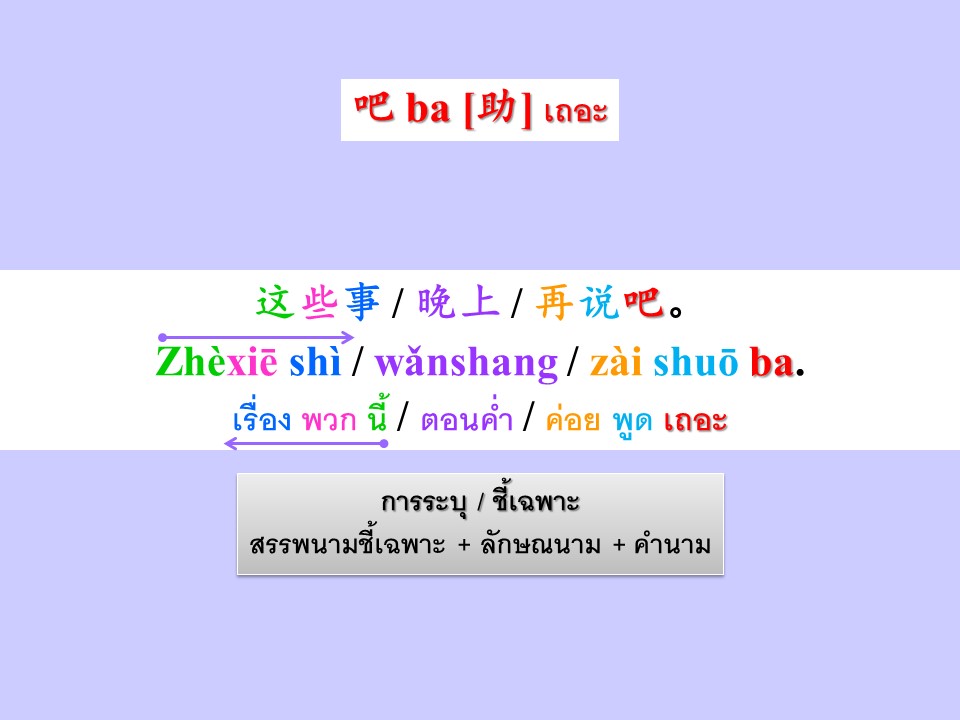 吧 ba [助] เถอะ
这些事 / 晚上 / 再说吧。
Zhèxiē shì / wǎnshang / zài shuō ba.
เรื่อง พวก นี้ / ตอนค่ำ / ค่อย พูด เถอะ
การระบุ / ชี้เฉพาะ
สรรพนามชี้เฉพาะ + ลักษณนาม + คำนาม